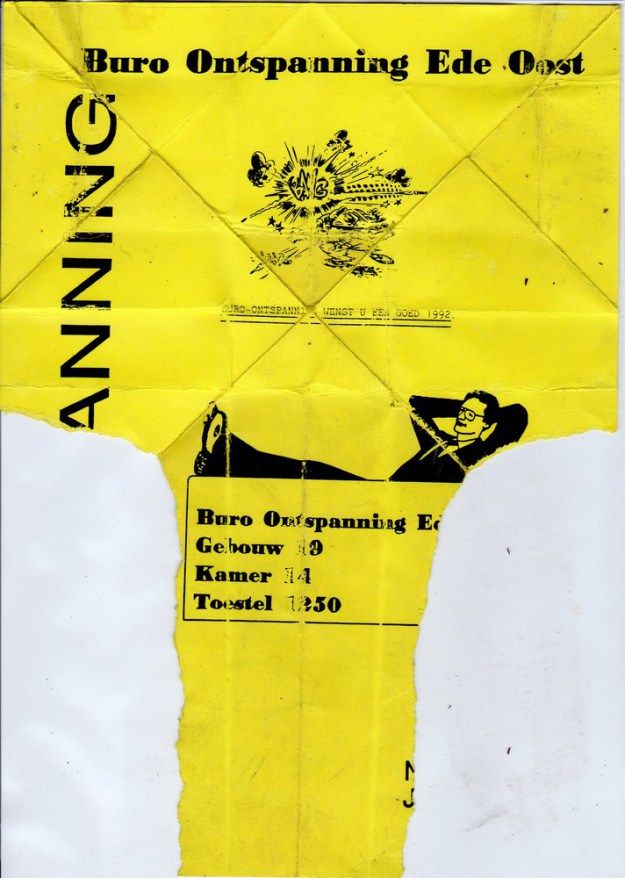 Buro Ontspanning Ede Oost
ANNING
BURO-ONTSPANNI WENST U EEN GOED 1992
Buro Ontspanning Ed
Gebouw 19
Kamer 14
Toestel 1250
N
J